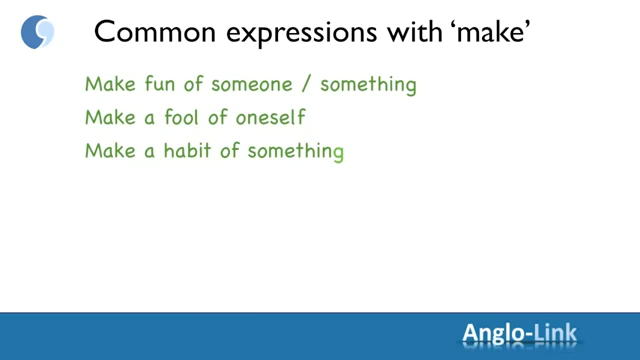 Common expressions with ‘make’
Make fun of someone / something
Make a fool of oneself
Make a habit of something
Anglo-Link